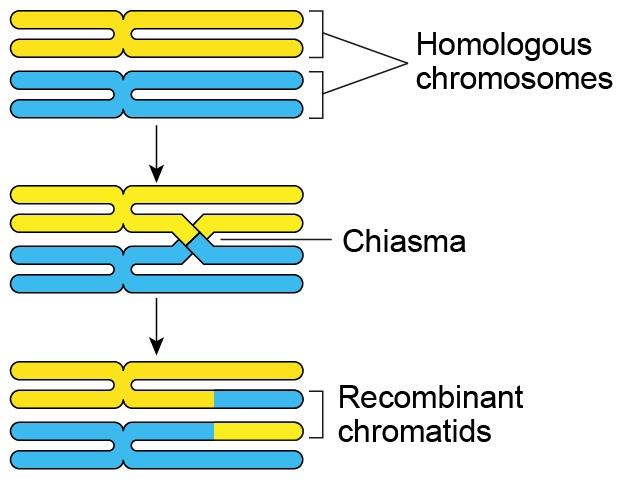 Homologous
chromosomes
Chiasma
Recombinant
chromatids